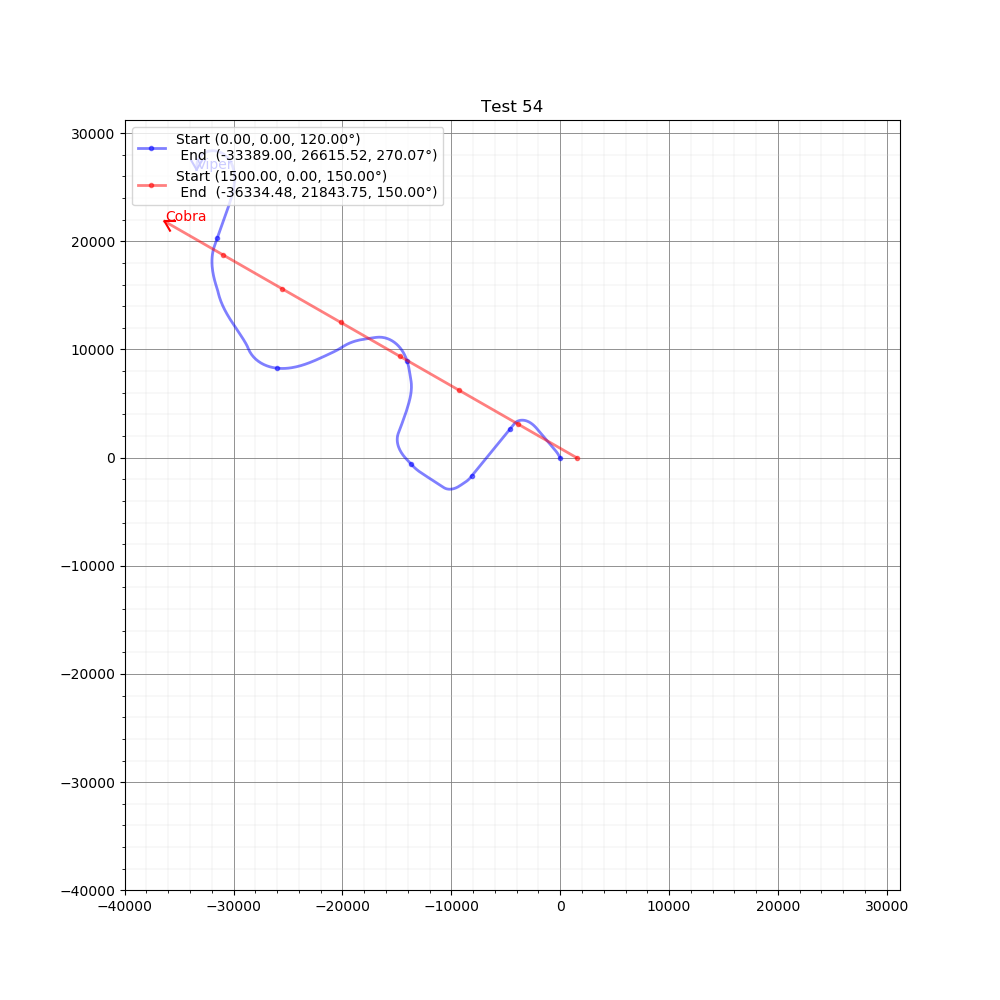 Test 54
Start (0.00, 0.00, 120.00°)
End (-33389.00, 26615.52, 270.07°)
Start (1500.00, 0.00, 150.00°)
End (-36334.48, 21843.75, 150.00°)
Viper
Cobra
30000
20000
10000
0
−10000
−20000
−30000
−40000
−40000 −30000 −20000 −10000 0 10000 20000 30000